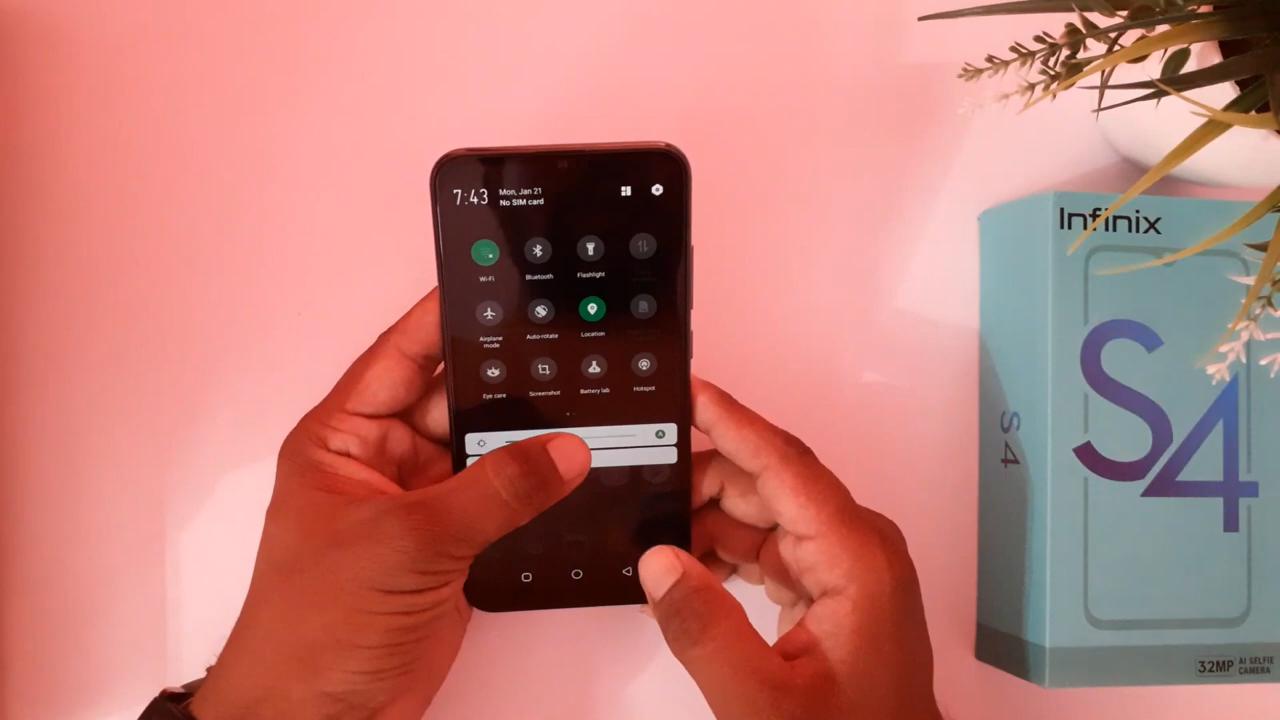 7:43
Mon, Jan 21
No SIM card
Wi-Fi
Bluetooth
Flashlight
Airplane
mode
Auto-rotate
Location
Eye care
Screenshot
Battery lab
Hotspot
A
Infinix
S4
S4
32MP AI SELFIE
CAMERA